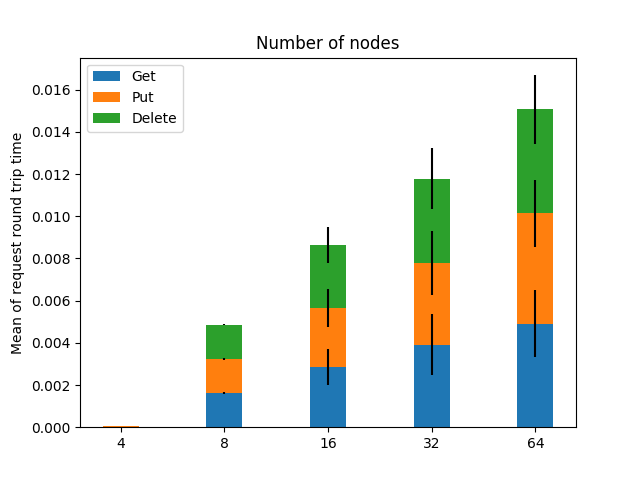 Number of nodes
Get
Put
Delete
Mean of request round trip time
0.016
0.014
0.012
0.010
0.008
0.006
0.004
0.002
0.000
4 8 16 32 64